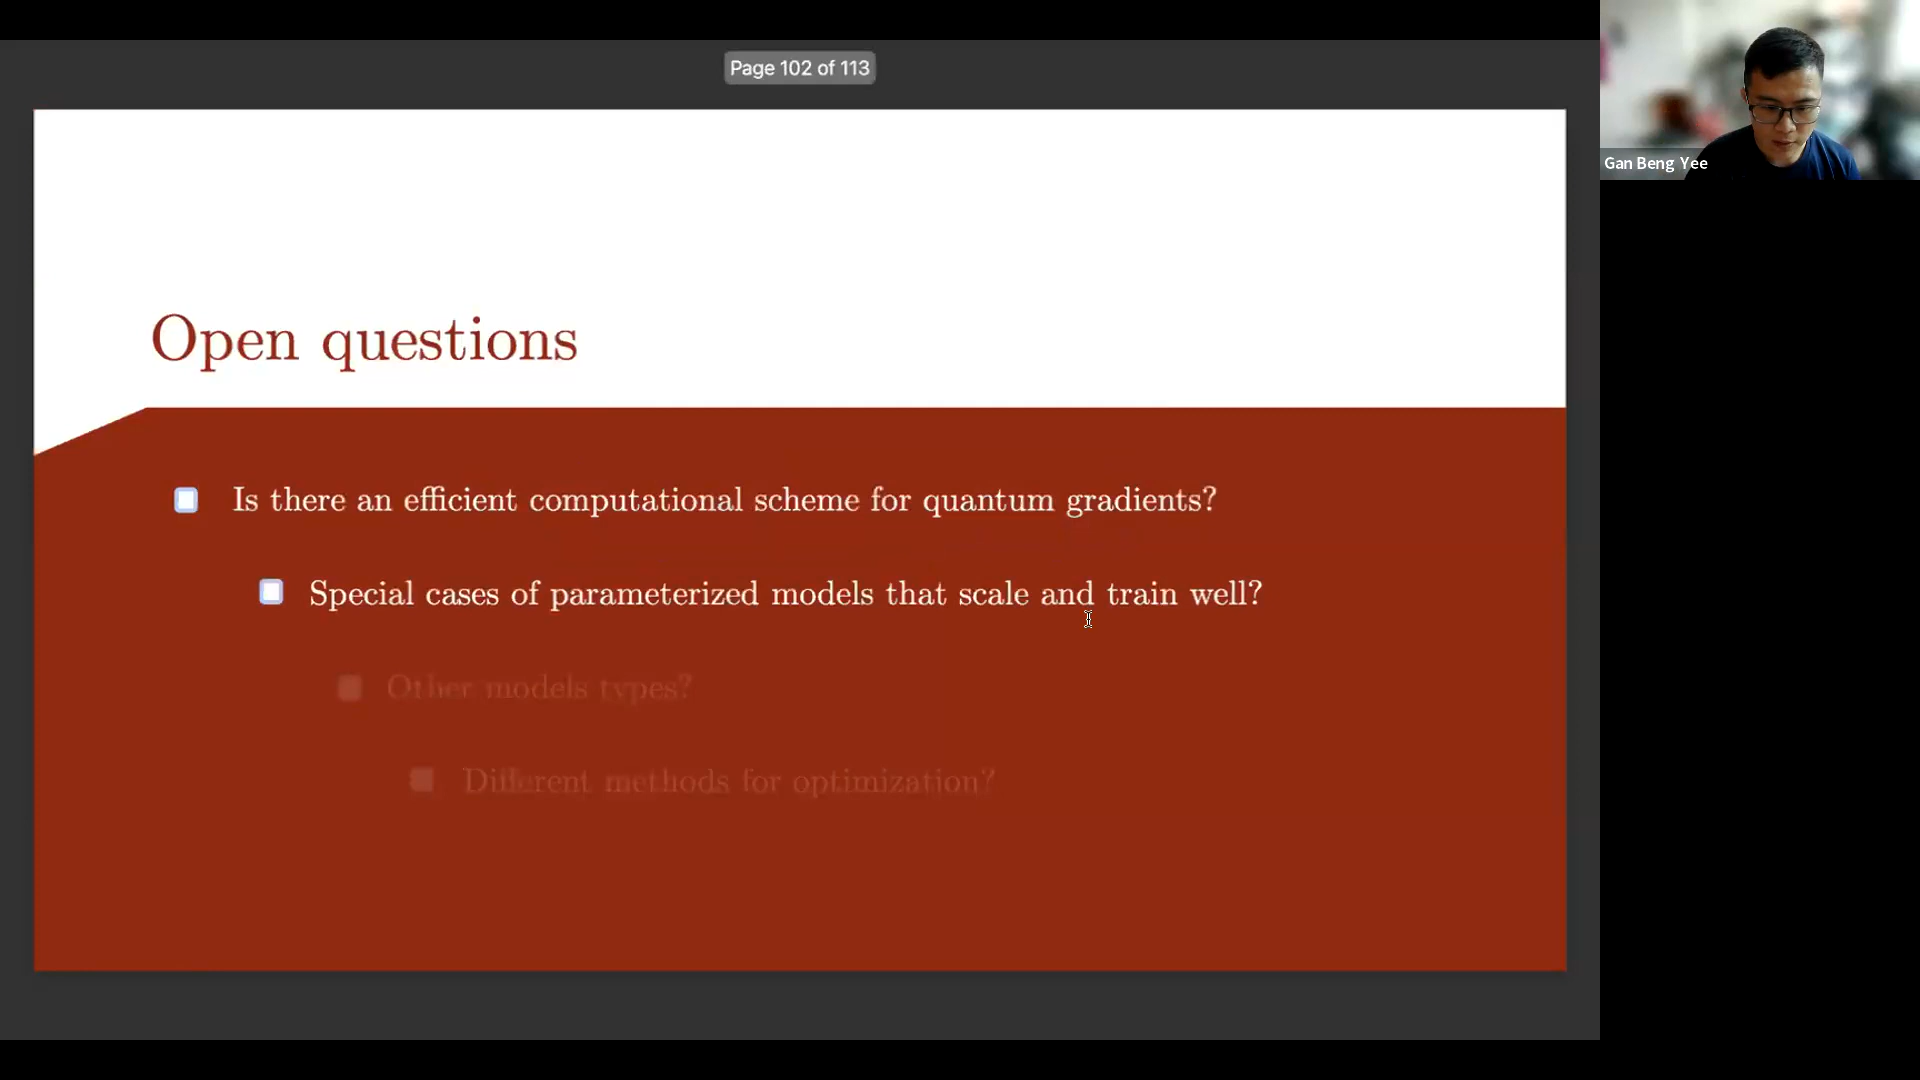 Page 102 of 113
Gan Beng Yee
Open questions
Is there an efficient computational scheme for quantum gradients?
Special cases of parameterized models that scale and train well?
Other models types?
Different methods for optimization?